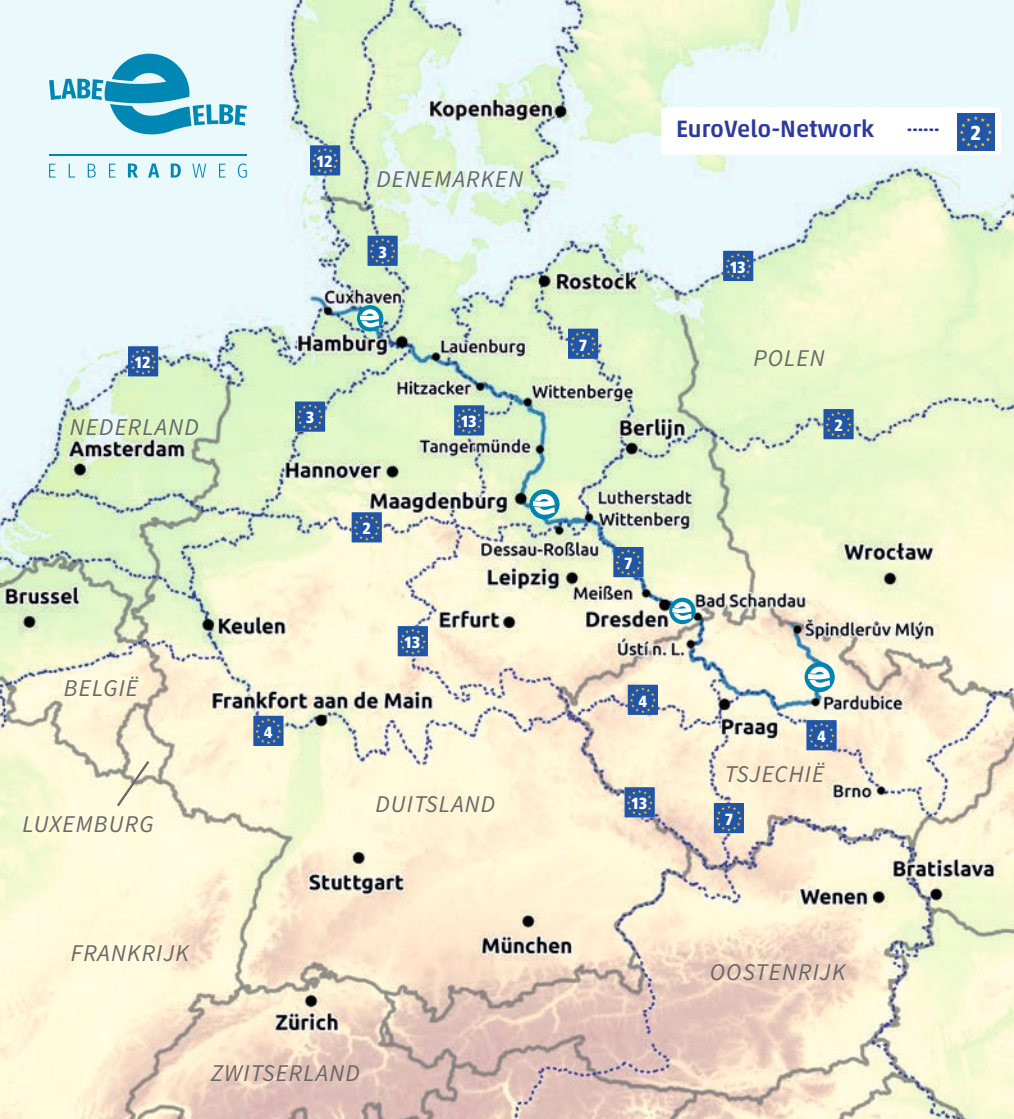 LABE
ELBE
ELBERADWEG
Kopenhagen
EuroVelo-Network
2
12
DENEMARKEN
3
13
Rostock
Cuxhaven
Hamburg
Lauenburg
7
POLEN
12
Hitzacker
Wittenberge
3
13
2
NEDERLAND
Amsterdam
Berlijn
Tangermünde
Hannover
Maagdenburg
Lutherstadt
Wittenberg
2
Dessau-Roßlau
7
Wrocław
Leipzig
Meißen
Brussel
Bad Schandau
Keulen
Erfurt
Dresden
Špindlerův Mlýn
13
Ústí n. L.
BELGIË
Frankfort aan de Main
4
4
Pardubice
Praag
4
TSJECHIË
Brno
LUXEMBURG
DUITSLAND
13
7
Stuttgart
Bratislava
Wenen
FRANKRIJK
München
OOSTENRIJK
Zürich
ZWITSERLAND